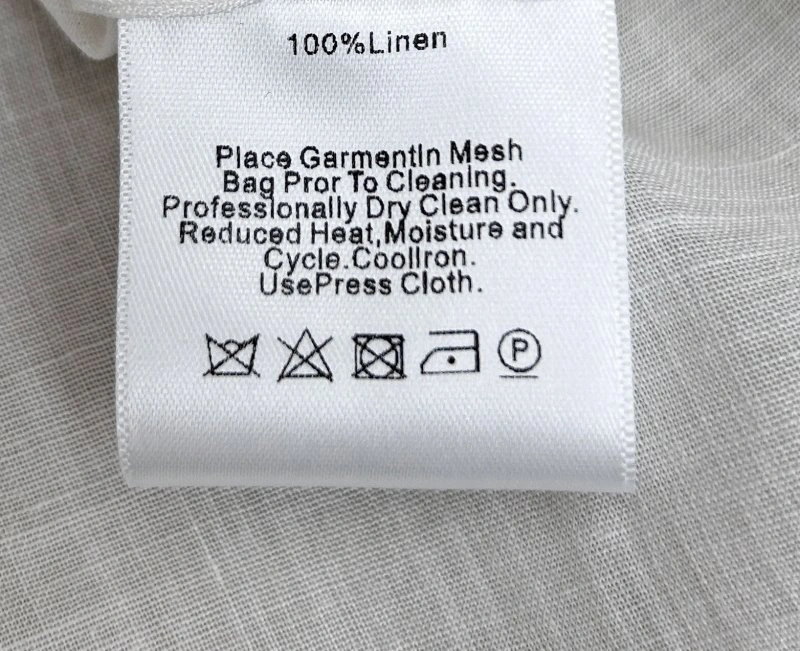 100%Linen
Place GarmentIn Mesh
Bag Pror To Cleaning.
Professionally Dry Clean Only.
Reduced Heat,Moisture and
Cycle.CoolIron.
UsePress Cloth.
P